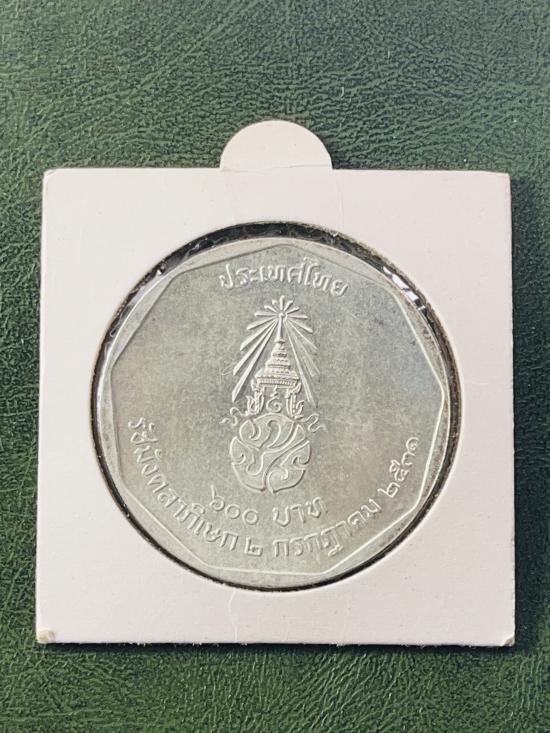 ประเทศไทย
๖๐๐ บาท
รัชมังคลาภิเษก ๒ กรกฎาคม ๒๕๓๑